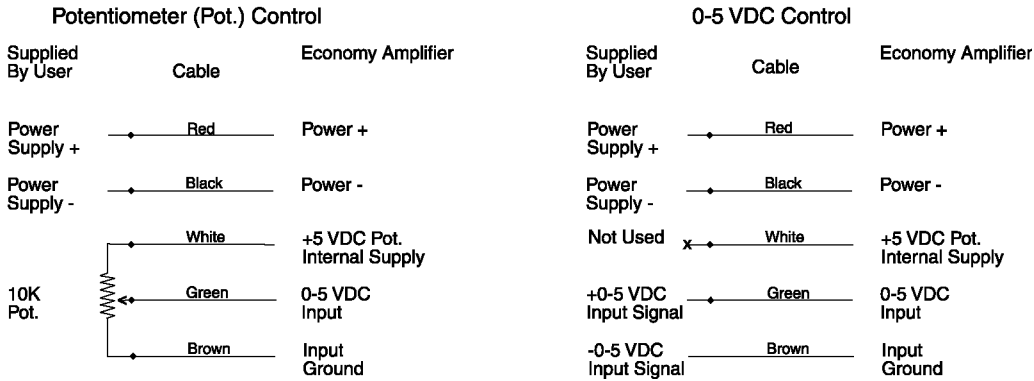 Potentiometer (Pot.) Control
Supplied
By User
Cable
Economy Amplifier
Power
Supply +
Red
Power +
Power
Supply -
Black
Power -
White
+5 VDC Pot.
Internal Supply
10K
Pot.
Green
0-5 VDC
Input
Brown
Input
Ground
0-5 VDC Control
Supplied
By User
Cable
Economy Amplifier
Power
Supply +
Red
Power +
Power
Supply -
Black
Power -
Not Used
x
White
+5 VDC Pot.
Internal Supply
+0-5 VDC
Input Signal
Green
0-5 VDC
Input
-0-5 VDC
Input Signal
Brown
Input
Ground